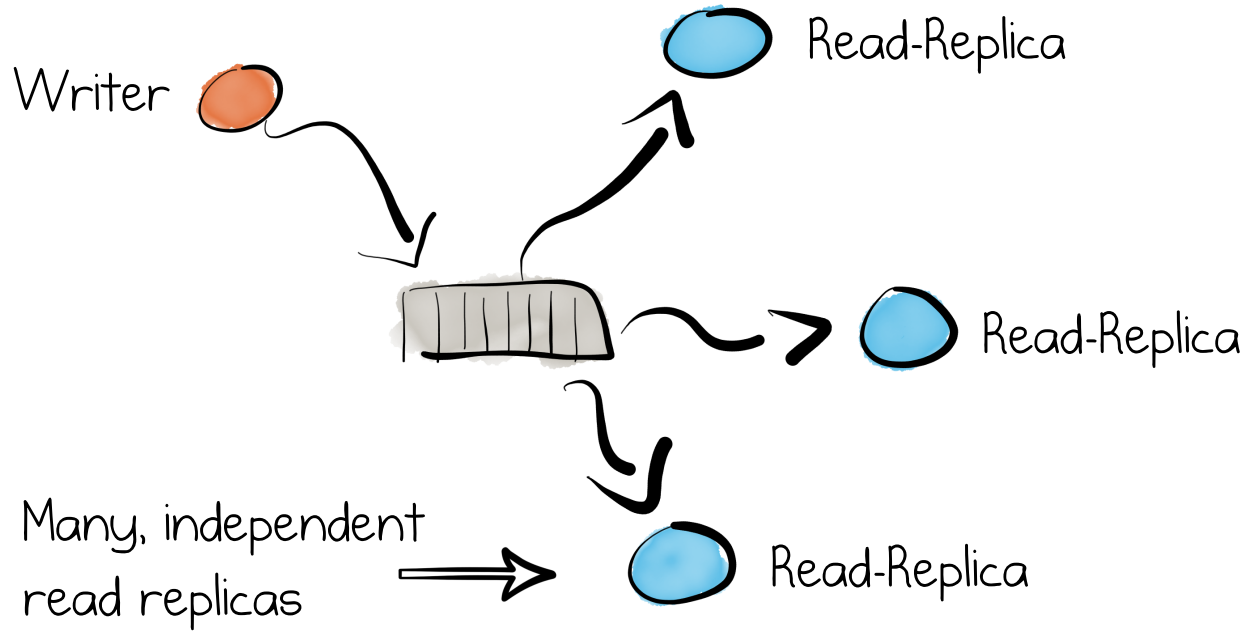 Read-Replica
Writer
Read-Replica
Many, independent
read replicas
Read-Replica